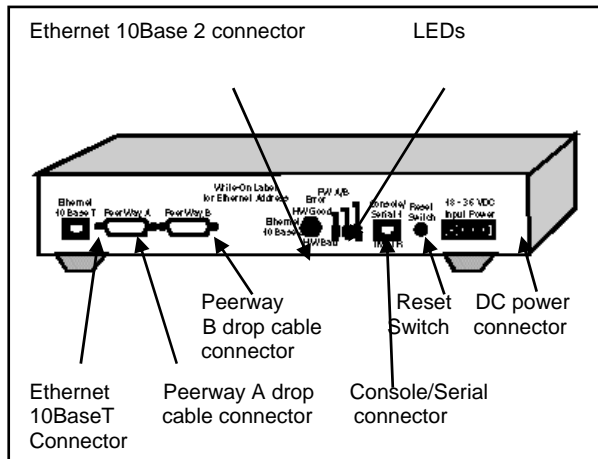 Ethernet 10Base 2 connector
LEDs
Write-On Label
for Ethernet Address
PW A/B
Error
HW Good
Ethernet
10 Base T
PeerWay A
PeerWay B
Ethernet
10 Base
HW Bad
Console/
Serial 1
Reset
Switch
18 - 36 VDC
Input Power
Peerway
B drop cable
connector
Reset
Switch
DC power
connector
Ethernet
10BaseT
Connector
Peerway A drop
cable connector
Console/Serial
connector